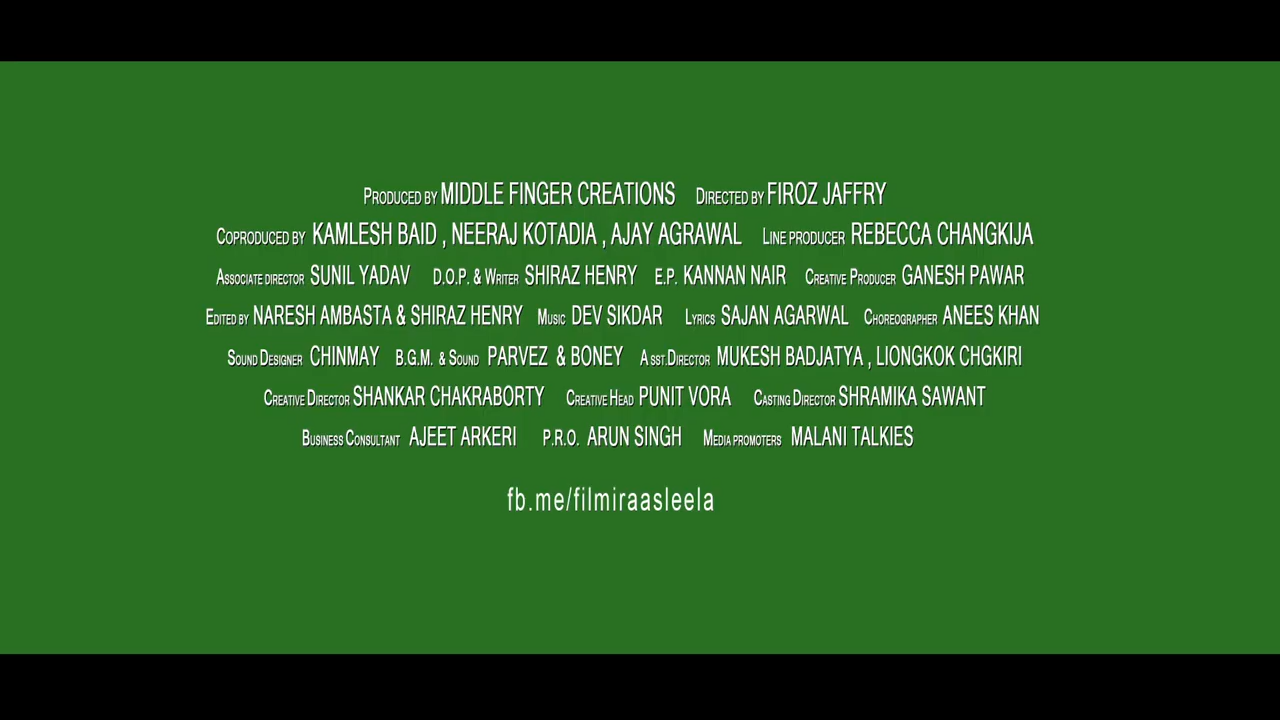 PRODUCED BY MIDDLE FINGER CREATIONS DIRECTED BY FIROZ JAFFRY
COPRODUCED BY KAMLESH BAID , NEERAJ KOTADIA , AJAY AGRAWAL LINE PRODUCER REBECCA CHANGKIJA
ASSOCIATE DIRECTOR SUNIL YADAV D.O.P. & WRITER SHIRAZ HENRY E.P. KANNAN NAIR CREATIVE PRODUCER GANESH PAWAR
EDITED BY NARESH AMBASTA & SHIRAZ HENRY MUSIC DEV SIKDAR LYRICS SAJAN AGARWAL CHOREOGRAPHER ANEES KHAN
SOUND DESIGNER CHINMAY B.G.M. & SOUND PARVEZ & BONEY A SST.DIRECTOR MUKESH BADJATYA , LIONGKOK CHGKIRI
CREATIVE DIRECTOR SHANKAR CHAKRABORTY CREATIVE HEAD PUNIT VORA CASTING DIRECTOR SHRAMIKA SAWANT
BUSINESS CONSULTANT AJEET ARKERI P.R.O. ARUN SINGH MEDIA PROMOTERS MALANI TALKIES
fb.me/filmiraasleela